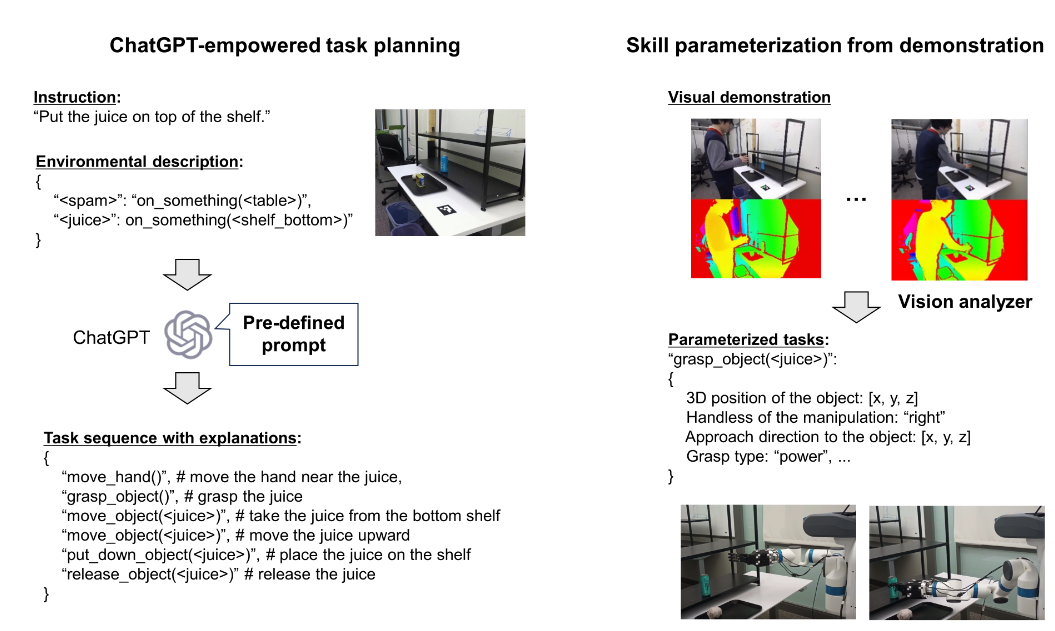 ChatGPT-empowered task planning
Instruction:
“Put the juice on top of the shelf.”
Environmental description:
{
“<spam>”: “on_something(<table>)”,
“<juice>”: on_something(<shelf_bottom>)”
}
ChatGPT
Pre-defined
prompt
Task sequence with explanations:
{
“move_hand()”, # move the hand near the juice,
“grasp_object()”, # grasp the juice
“move_object(<juice>)”, # take the juice from the bottom shelf
“move_object(<juice>)”, # move the juice upward
“put_down_object(<juice>)”, # place the juice on the shelf
“release_object(<juice>)” # release the juice
}
Skill parameterization from demonstration
Visual demonstration
...
Vision analyzer
Parameterized tasks:
“grasp_object(<juice>)”:
{
3D position of the object: [x, y, z]
Handless of the manipulation: “right”
Approach direction to the object: [x, y, z]
Grasp type: “power”, ...
}